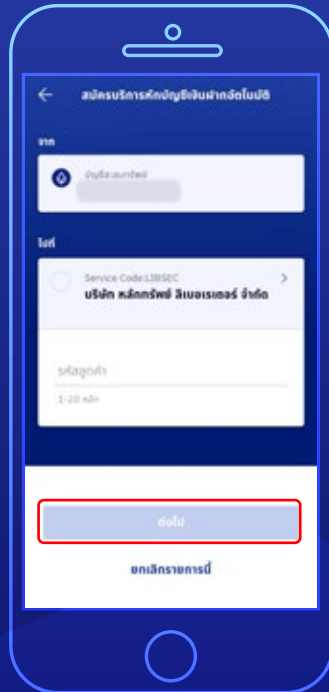 สมัครบริการหักบัญชีเงินฝากอัตโนมัติ
จาก
บัญชีสะสมทรัพย์
ไปที่
Service Code:LIBSEC
บริษัท หลักทรัพย์ ลิเบอเรเตอร์ จำกัด
รหัสลูกค้า
1-20 หลัก
ต่อไป
ยกเลิกรายการนี้